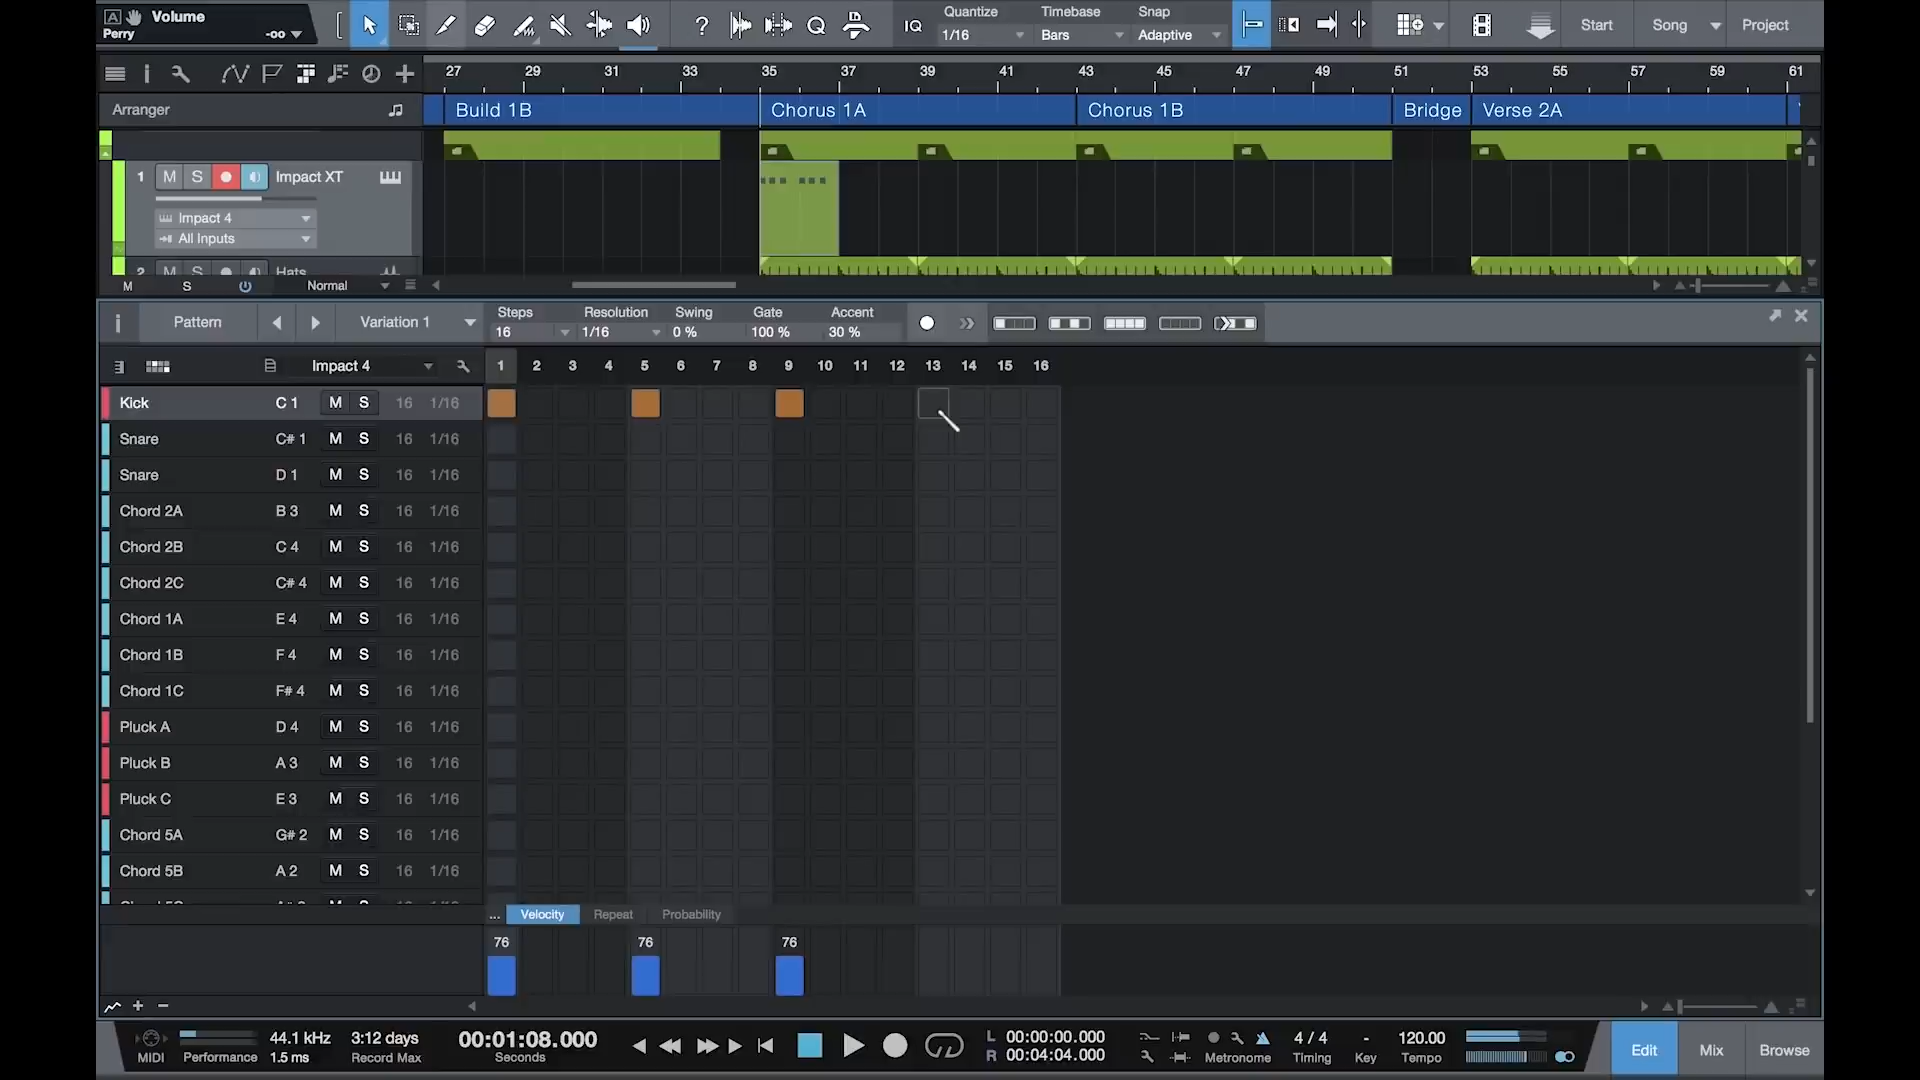 Volume
Perry
-oo
IQ
Quantize
1/16
Timebase
Bars
Snap
Adaptive
Start
Song
Project
27 29 31 33 35 37 39 41 43 45 47 49 51 53 55 57 59 61
Arranger
Build 1B
Chorus 1A
Chorus 1B
Bridge
Verse 2A
1 M S Impact XT
Impact 4
All Inputs
2 M S Hats
M S Normal
Pattern
Variation 1
Steps
16
Resolution
1/16
Swing
0 %
Gate
100 %
Accent
30 %
Impact 4
1 2 3 4 5 6 7 8 9 10 11 12 13 14 15 16
Kick C 1 M S 16 1/16
Snare C# 1 M S 16 1/16
Snare D 1 M S 16 1/16
Chord 2A B 3 M S 16 1/16
Chord 2B C 4 M S 16 1/16
Chord 2C C# 4 M S 16 1/16
Chord 1A E 4 M S 16 1/16
Chord 1B F 4 M S 16 1/16
Chord 1C F# 4 M S 16 1/16
Pluck A D 4 M S 16 1/16
Pluck B A 3 M S 16 1/16
Pluck C E 3 M S 16 1/16
Chord 5A G# 2 M S 16 1/16
Chord 5B A 2 M S 16 1/16
... Velocity Repeat Probability
76 76 76
MIDI
Performance
44.1 kHz
1.5 ms
3:12 days
Record Max
00:01:08.000
Seconds
L 00:00:00.000
R 00:04:04.000
Metronome
4 / 4
Timing
-
Key
120.00
Tempo
Edit
Mix
Browse